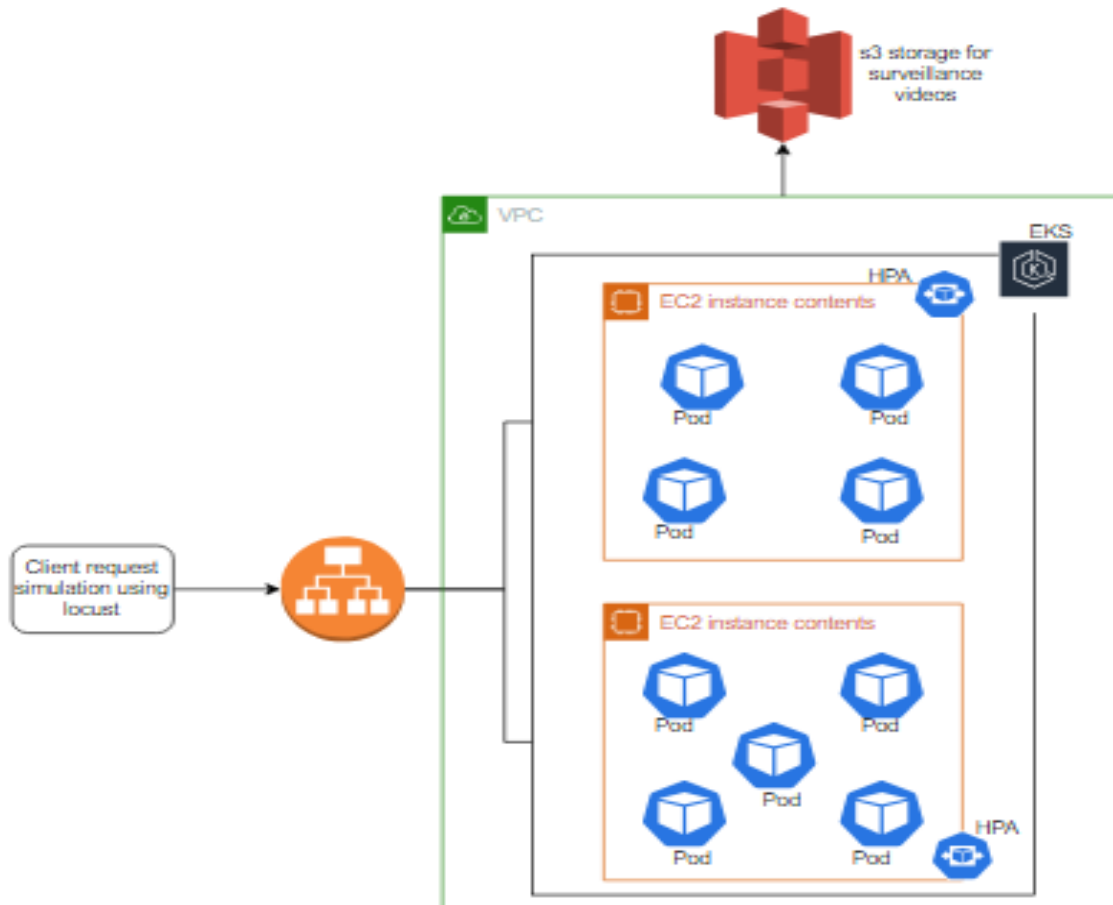 s3 storage for
surveillance
videos
VPC
EKS
HPA
EC2 instance contents
Pod
Pod
Pod
Pod
Client request
simulation using
locust
EC2 instance contents
Pod
Pod
Pod
Pod
Pod
HPA